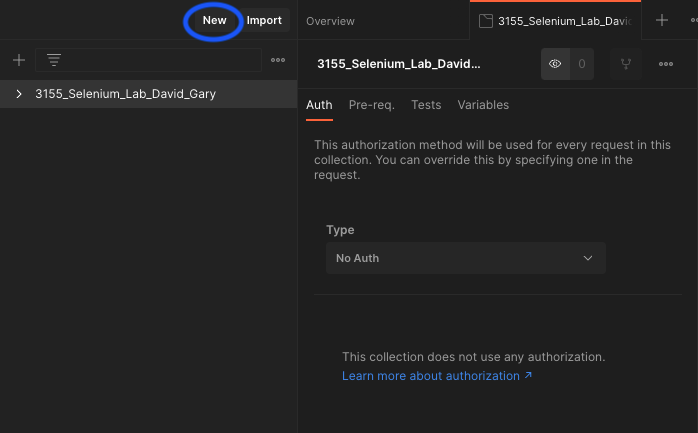 New Import
Overview
3155_Selenium_Lab_Davi
3155_Selenium_Lab_David...
0
3155_Selenium_Lab_David_Gary
Auth Pre-req. Tests Variables
This authorization method will be used for every request in this
collection. You can override this by specifying one in the
request.
Type
No Auth
This collection does not use any authorization.
Learn more about authorization ↗